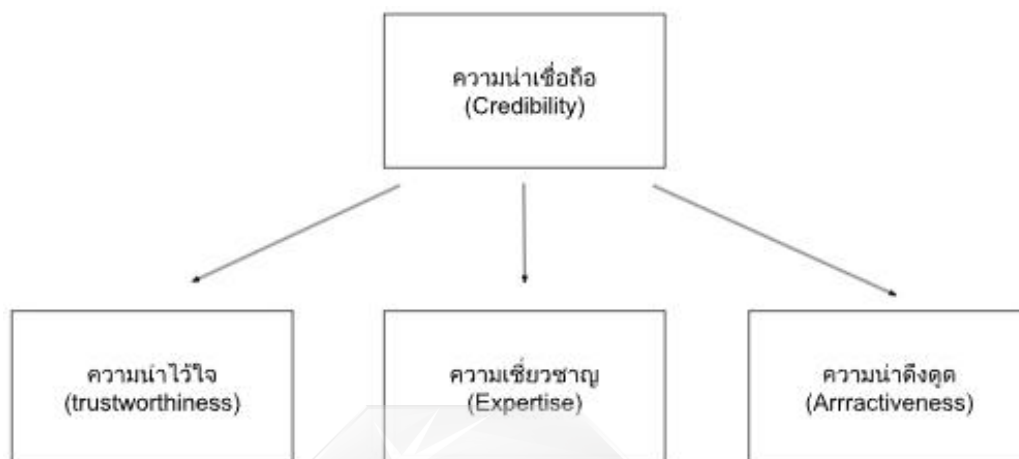 ความน่าเชื่อถือ
(Credibility)
ความน่าไว้ใจ
(trustworthiness)
ความเชี่ยวชาญ
(Expertise)
ความน่าดึงดูด
(Arrractiveness)